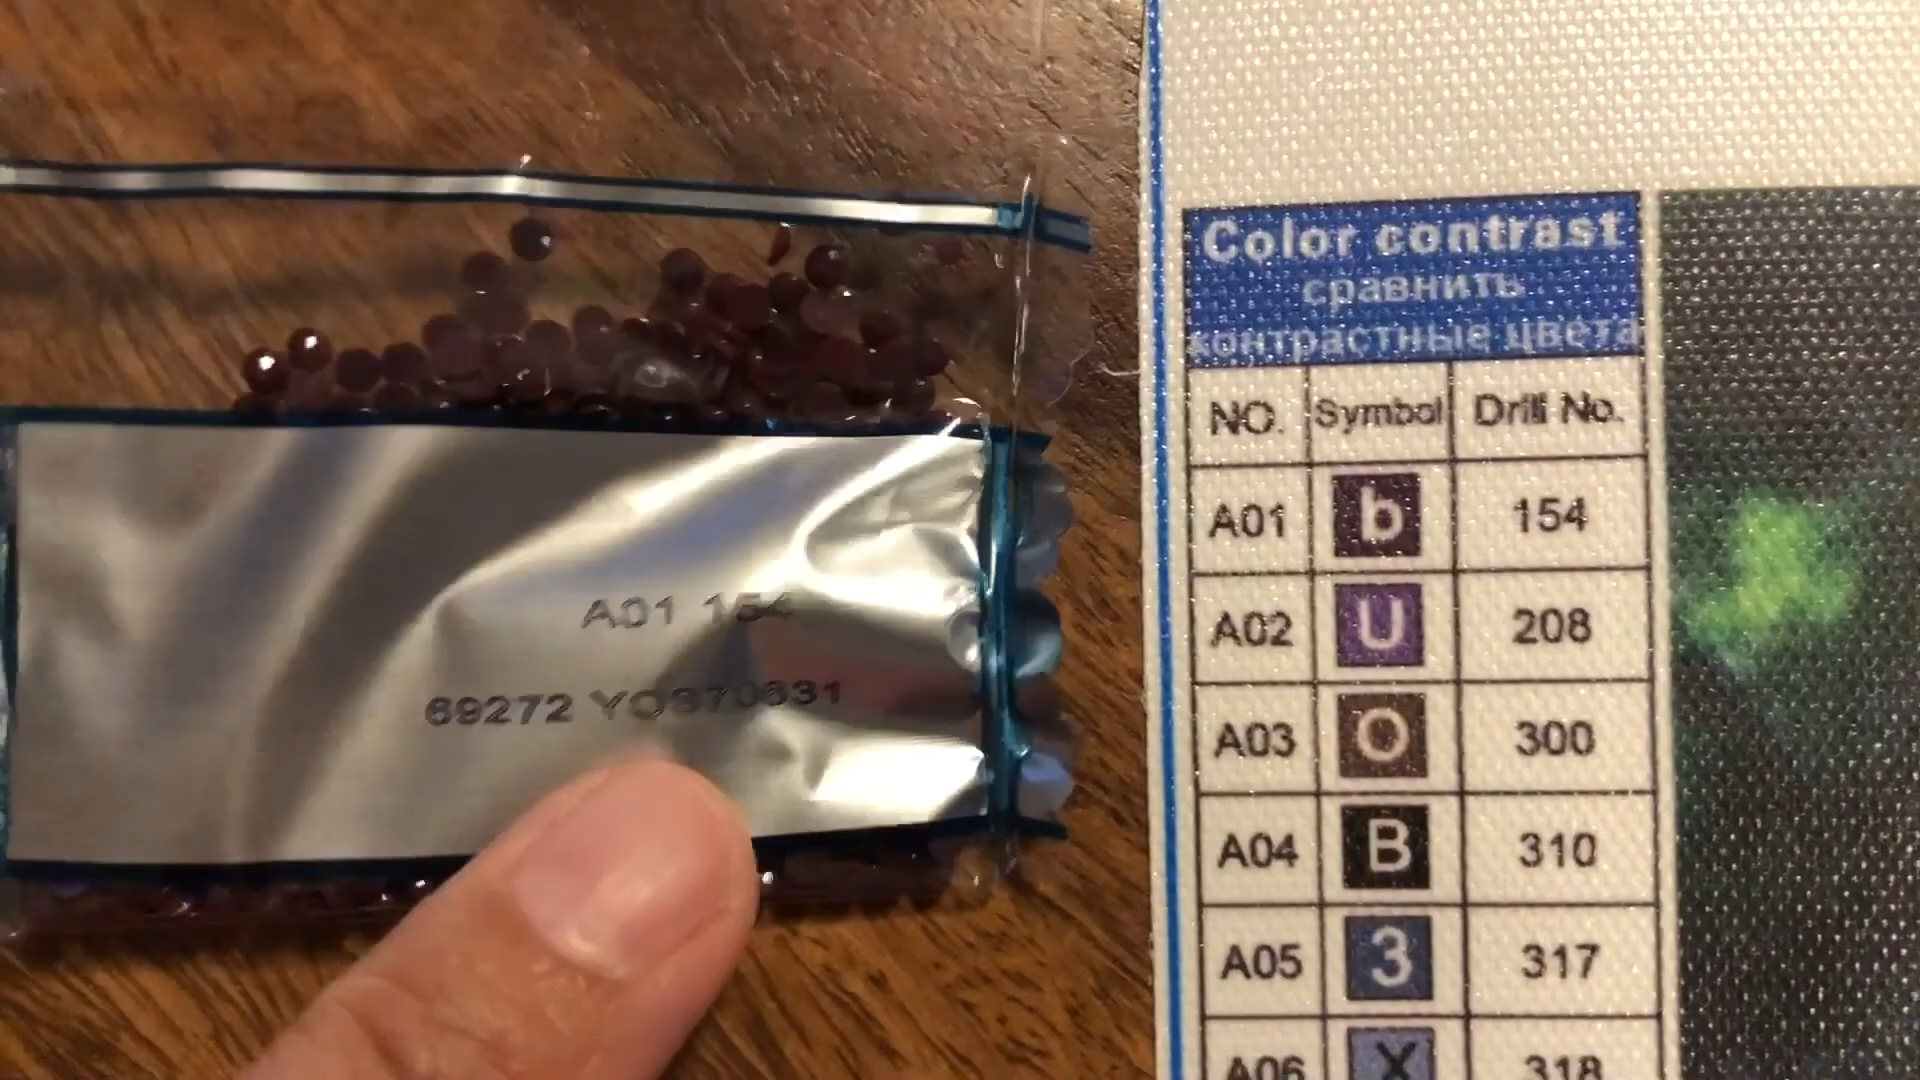 A01 154
69272 YO870631
Color contrast
сравнить
контрастные цвета
NO. Symbol Drill No.
A01 b 154
A02 U 208
A03 O 300
A04 B 310
A05 3 317
A06 X 318